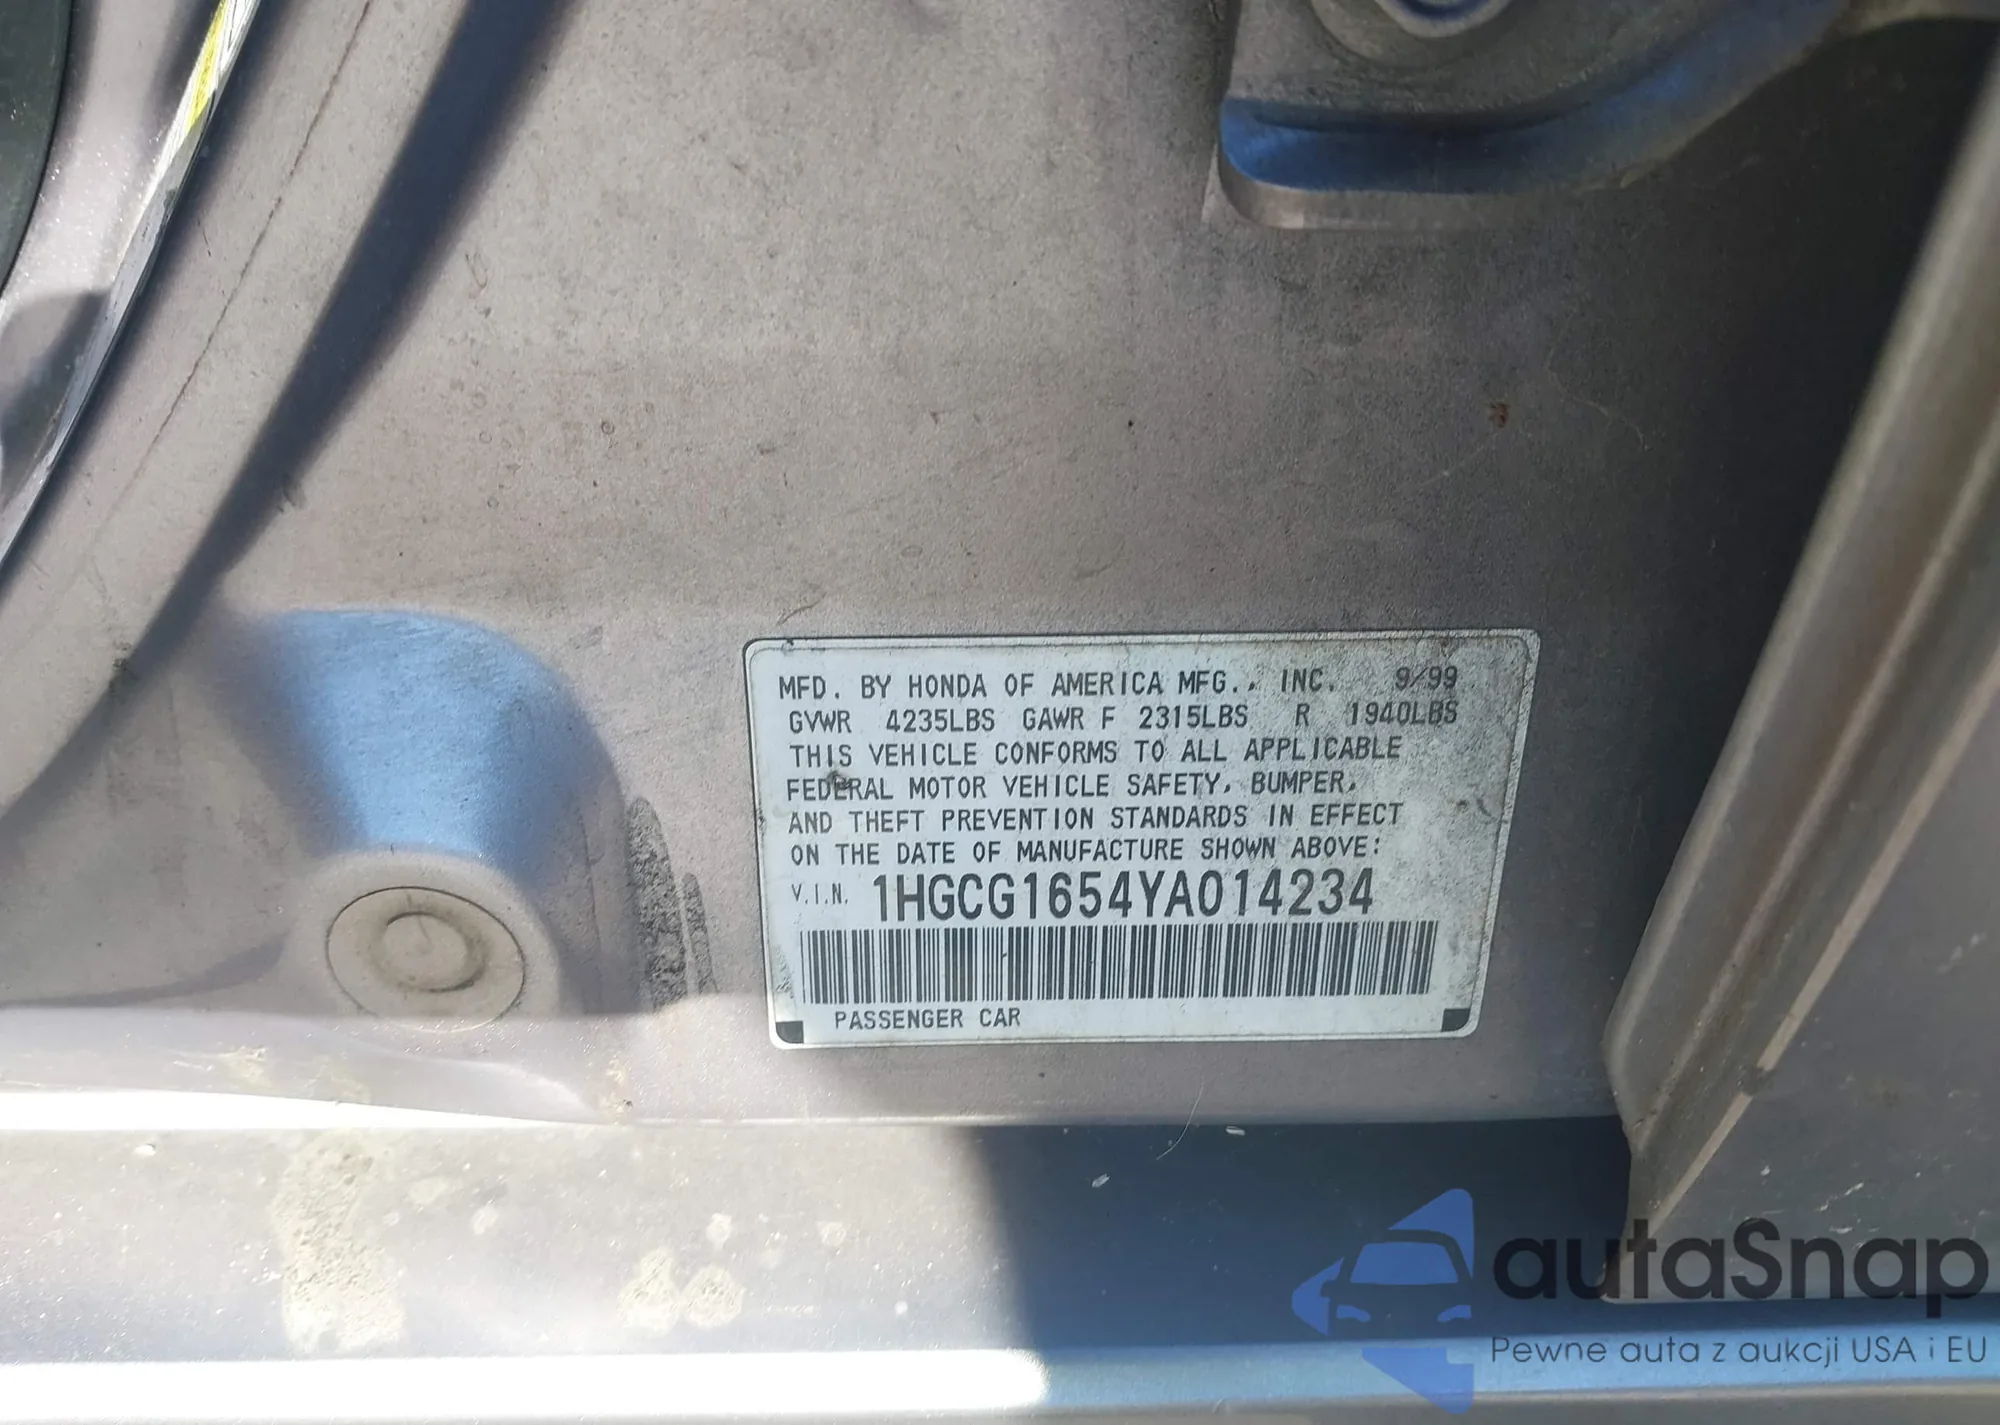 MFD. BY HONDA OF AMERICA MFG., INC. 9/99
GVWR 4235LBS GAWR F 2315LBS R 1940LBS
THIS VEHICLE CONFORMS TO ALL APPLICABLE
FEDERAL MOTOR VEHICLE SAFETY, BUMPER,
AND THEFT PREVENTION STANDARDS IN EFFECT
ON THE DATE OF MANUFACTURE SHOWN ABOVE:
V.I.N. 1HGCG1654YA014234
PASSENGER CAR
autaSnap
Pewne auta z aukcji USA i EU